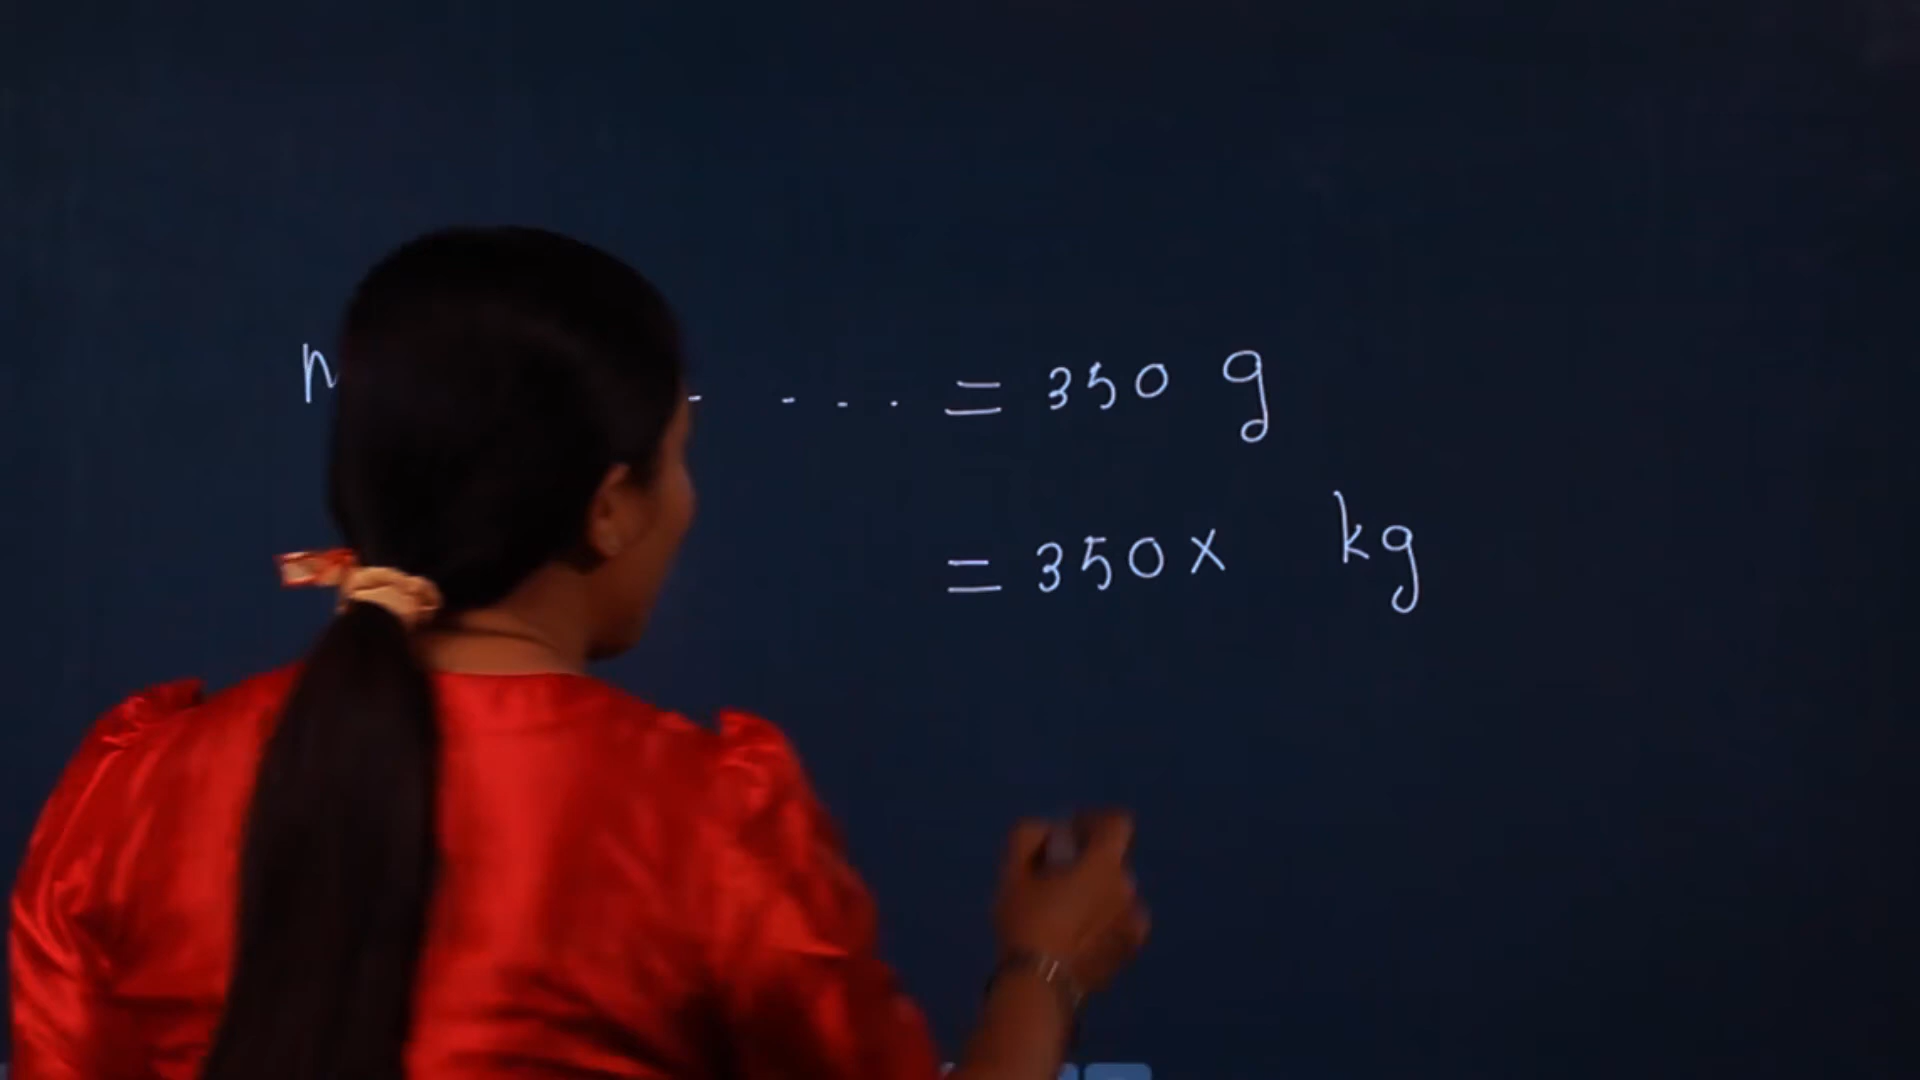 - - - . = 350 g
= 350 x kg